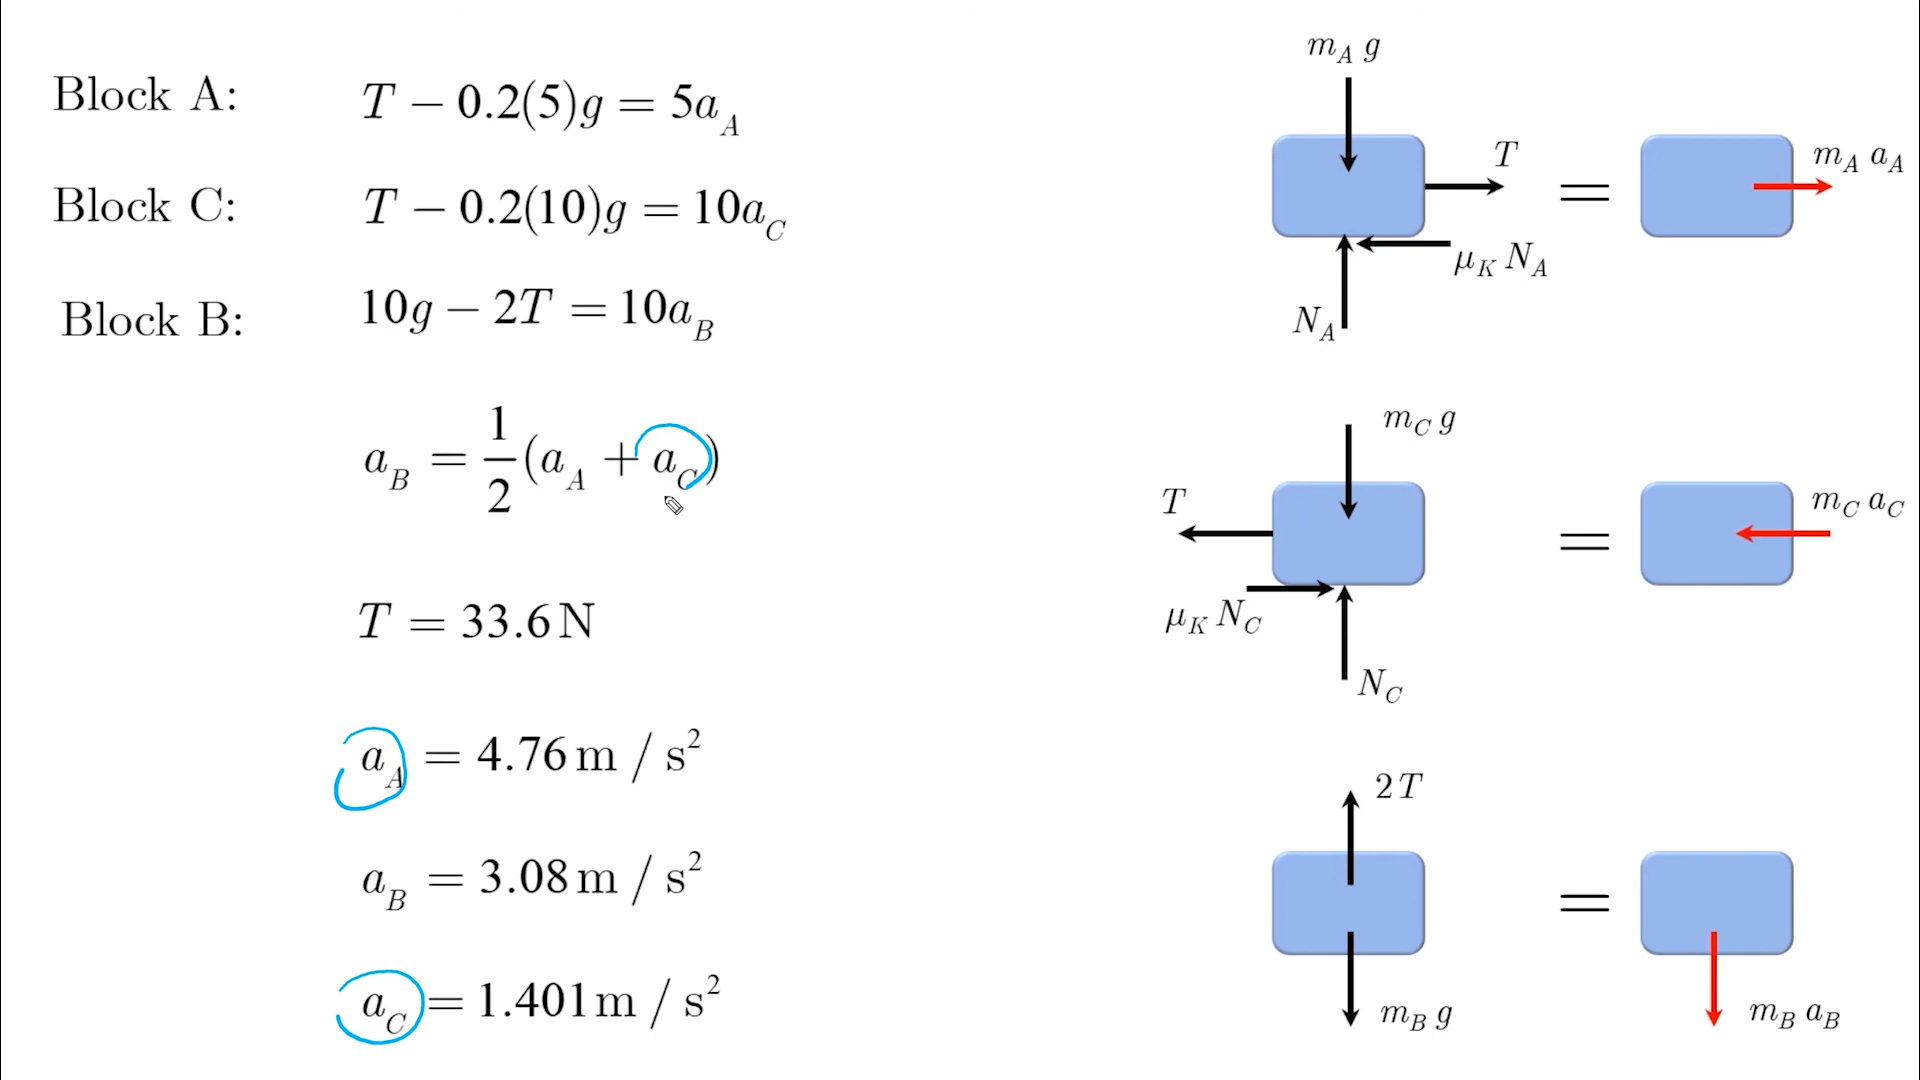 Block A: T − 0.2(5)g = 5a_A
Block C: T − 0.2(10)g = 10a_C
Block B: 10g − 2T = 10a_B
a_B = 1/2 (a_A + a_C)
T = 33.6 N
a_A = 4.76 m / s²
a_B = 3.08 m / s²
a_C = 1.401 m / s²
m_A g
T
=
m_A a_A
μ_K N_A
N_A
m_C g
T
=
m_C a_C
μ_K N_C
N_C
2T
=
m_B g
m_B a_B